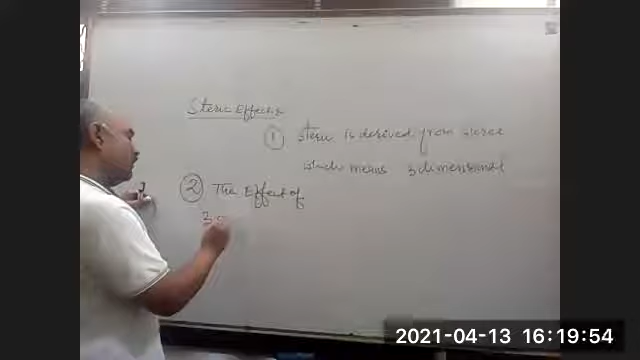 Steric Effects
① Steric is derived from stereo
which means 3 dimensional
② The Effect of
3
2021-04-13 16:19:54